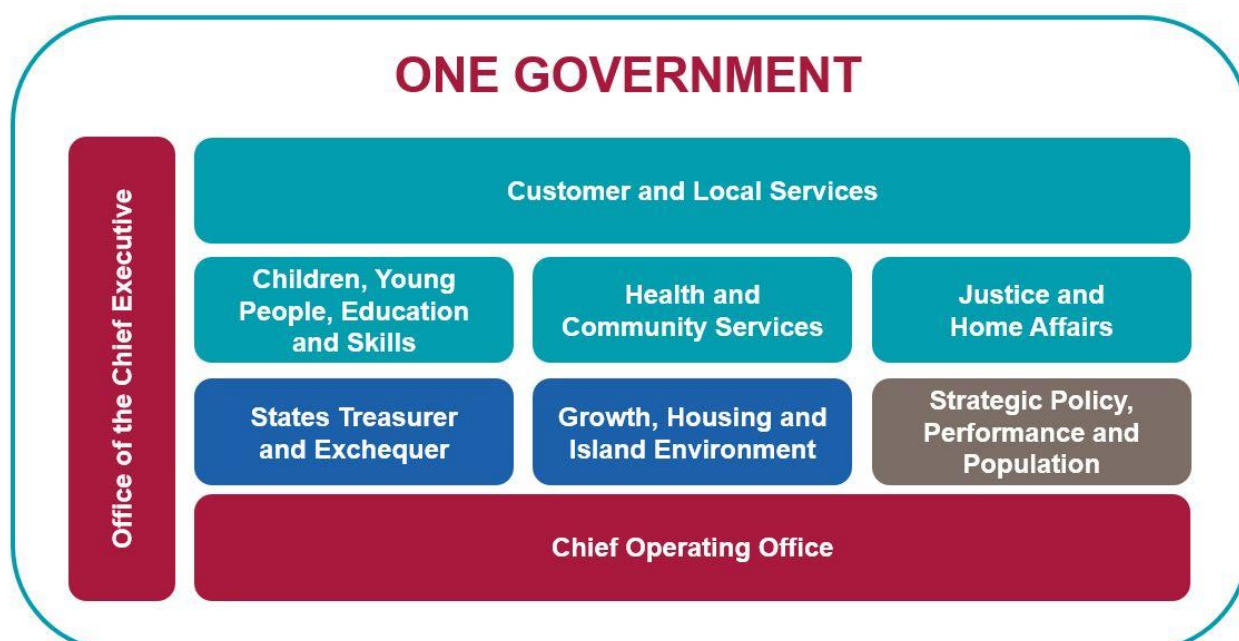 ONE GOVERNMENT
Office of the Chief Executive
Customer and Local Services
Children, Young
People, Education
and Skills
Health and
Community Services
Justice and
Home Affairs
States Treasurer
and Exchequer
Growth, Housing and
Island Environment
Strategic Policy,
Performance and
Population
Chief Operating Office